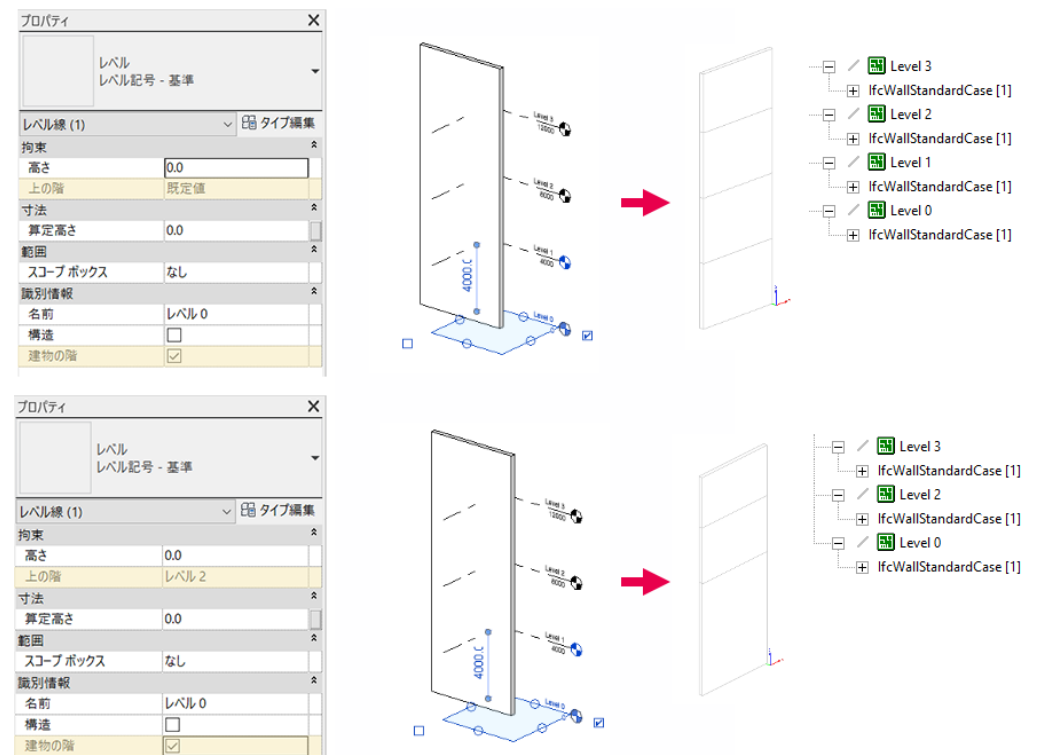 プロパティ X
レベル
レベル記号 - 基準
レベル線 (1) タイプ編集
拘束
高さ 0.0
上の階 既定値
寸法
算定高さ 0.0
範囲
スコープ ボックス なし
識別情報
名前 レベル 0
構造
建物の階
Level 3
12000
Level 2
8000
Level 1
4000
Level 0
4000.0
Level 3
IfcWallStandardCase [1]
Level 2
IfcWallStandardCase [1]
Level 1
IfcWallStandardCase [1]
Level 0
IfcWallStandardCase [1]
プロパティ X
レベル
レベル記号 - 基準
レベル線 (1) タイプ編集
拘束
高さ 0.0
上の階 レベル 2
寸法
算定高さ 0.0
範囲
スコープ ボックス なし
識別情報
名前 レベル 0
構造
建物の階
Level 3
12000
Level 2
8000
Level 1
4000
Level 0
4000.0
Level 3
IfcWallStandardCase [1]
Level 2
IfcWallStandardCase [1]
Level 0
IfcWallStandardCase [1]